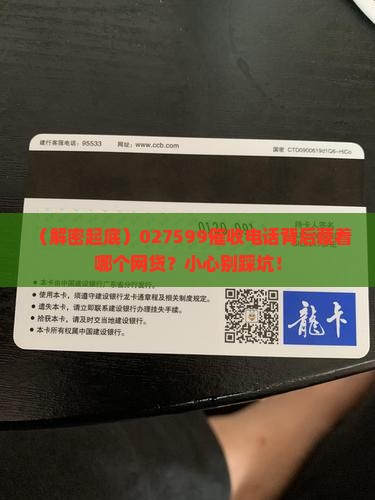 建行客服电话：95533 网址：www.ccb.com
国密 CTD0900619d1Q6-HiCo
持卡人签名
（解密起底）027599催收电话背后藏着
哪个网贷？小心别踩坑！
本卡由中国建设银行广东省分行发行。
使用本卡，须遵守建设银行龙卡通章程及相关制度规定。
遗失本卡，请立即联系建设银行办理挂失手续。
拾获本卡，请及时交当地建设银行。
本卡所有权属中国建设银行。
龍卡